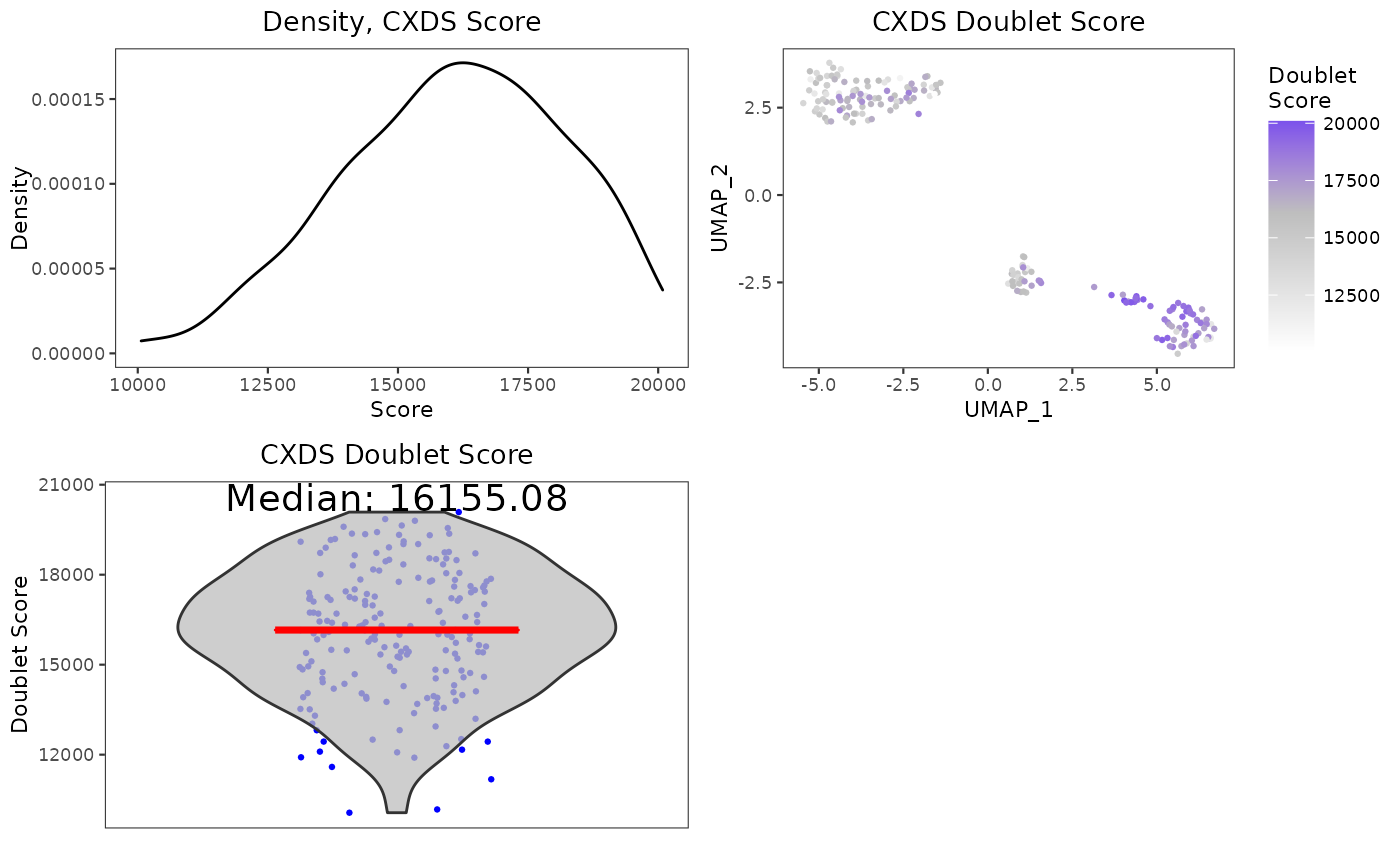 Density, CXDS Score
Density
0.00015
0.00010
0.00005
0.00000
10000 12500 15000 17500 20000
Score
CXDS Doublet Score
UMAP_2
2.5
0.0
-2.5
-5.0 -2.5 0.0 2.5 5.0
UMAP_1
Doublet
Score
20000
17500
15000
12500
CXDS Doublet Score
Median: 16155.08
Doublet Score
21000
18000
15000
12000